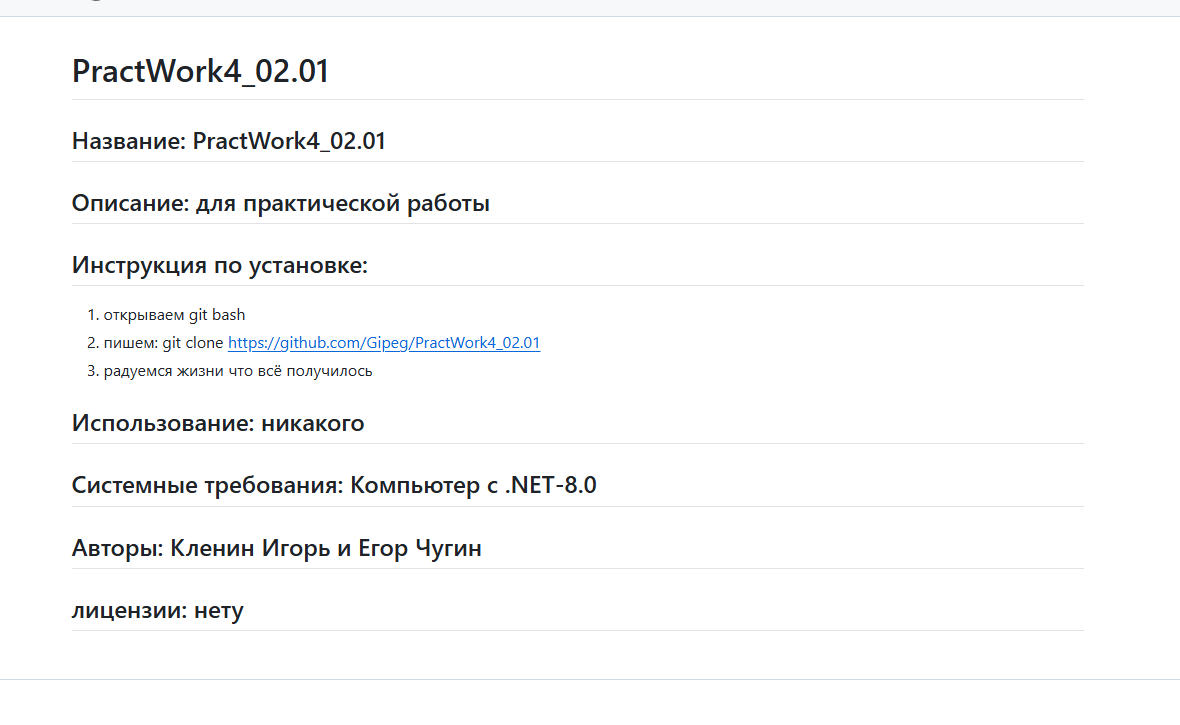 PractWork4_02.01
Название: PractWork4_02.01
Описание: для практической работы
Инструкция по установке:
1. открываем git bash
2. пишем: git clone https://github.com/Gipeg/PractWork4_02.01
3. радуемся жизни что всё получилось
Использование: никакого
Системные требования: Компьютер с .NET-8.0
Авторы: Кленин Игорь и Егор Чугин
лицензии: нету